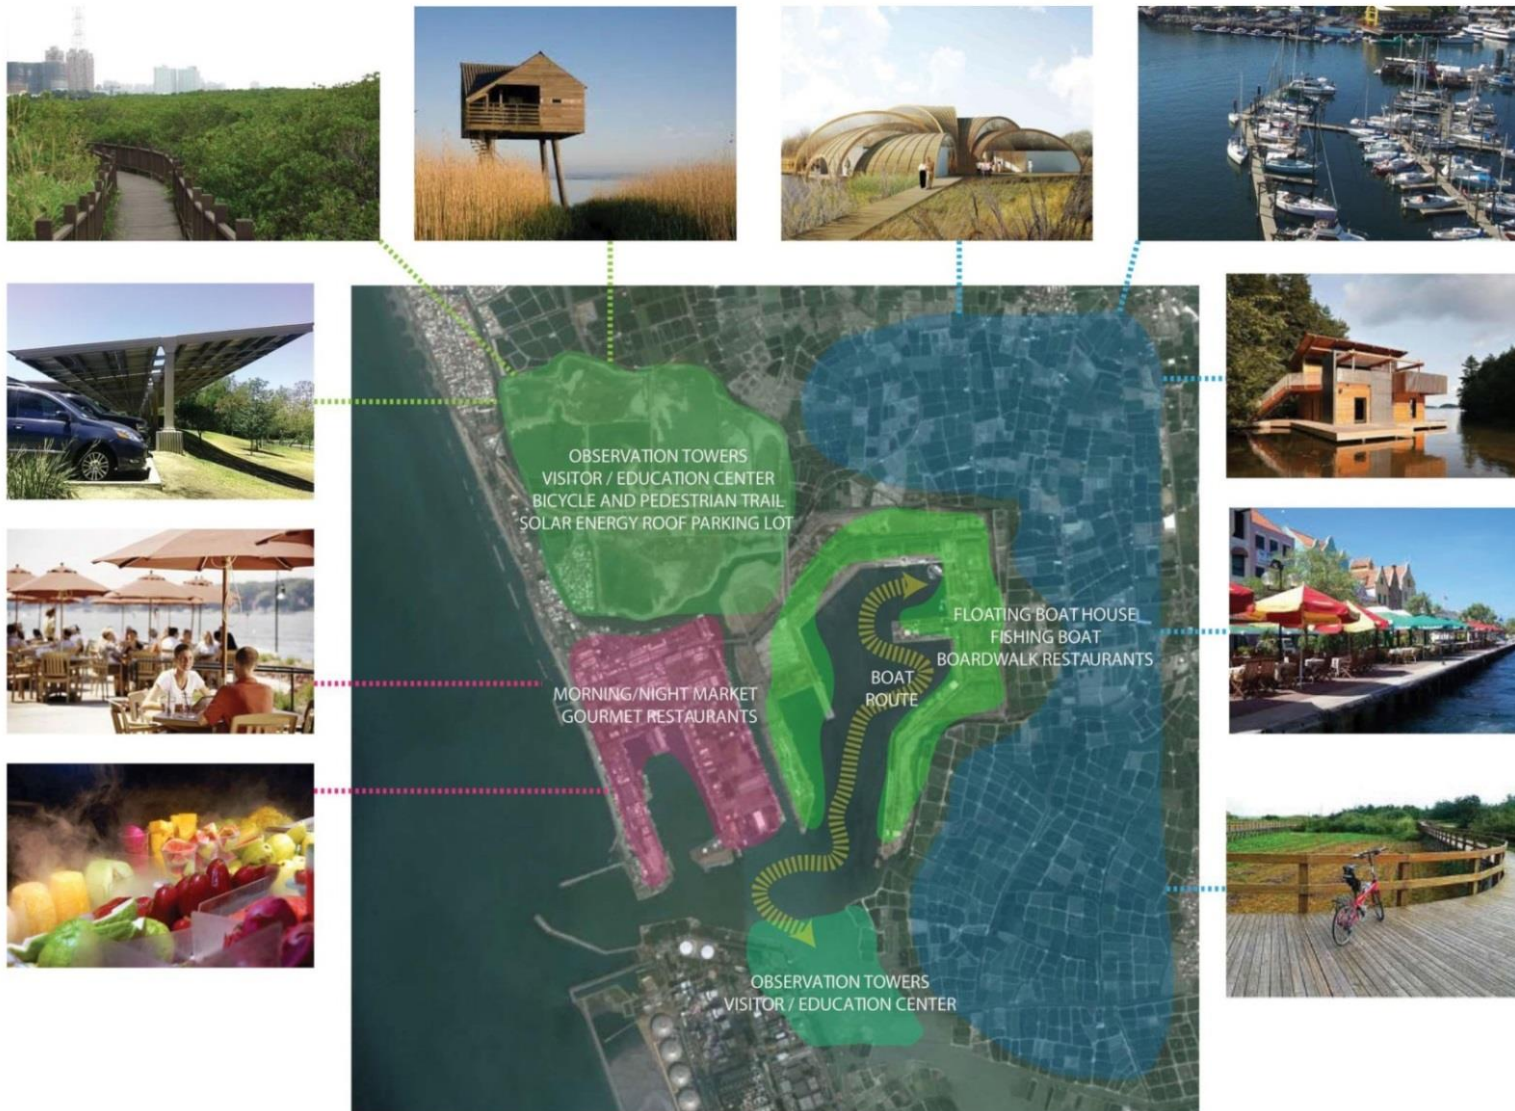 OBSERVATION TOWERS
VISITOR / EDUCATION CENTER
BICYCLE AND PEDESTRIAN TRAIL
SOLAR ENERGY ROOF PARKING LOT
FLOATING BOAT HOUSE
FISHING BOAT
BOARDWALK RESTAURANTS
BOAT
ROUTE
MORNING/NIGHT MARKET
GOURMET RESTAURANTS
OBSERVATION TOWERS
VISITOR / EDUCATION CENTER